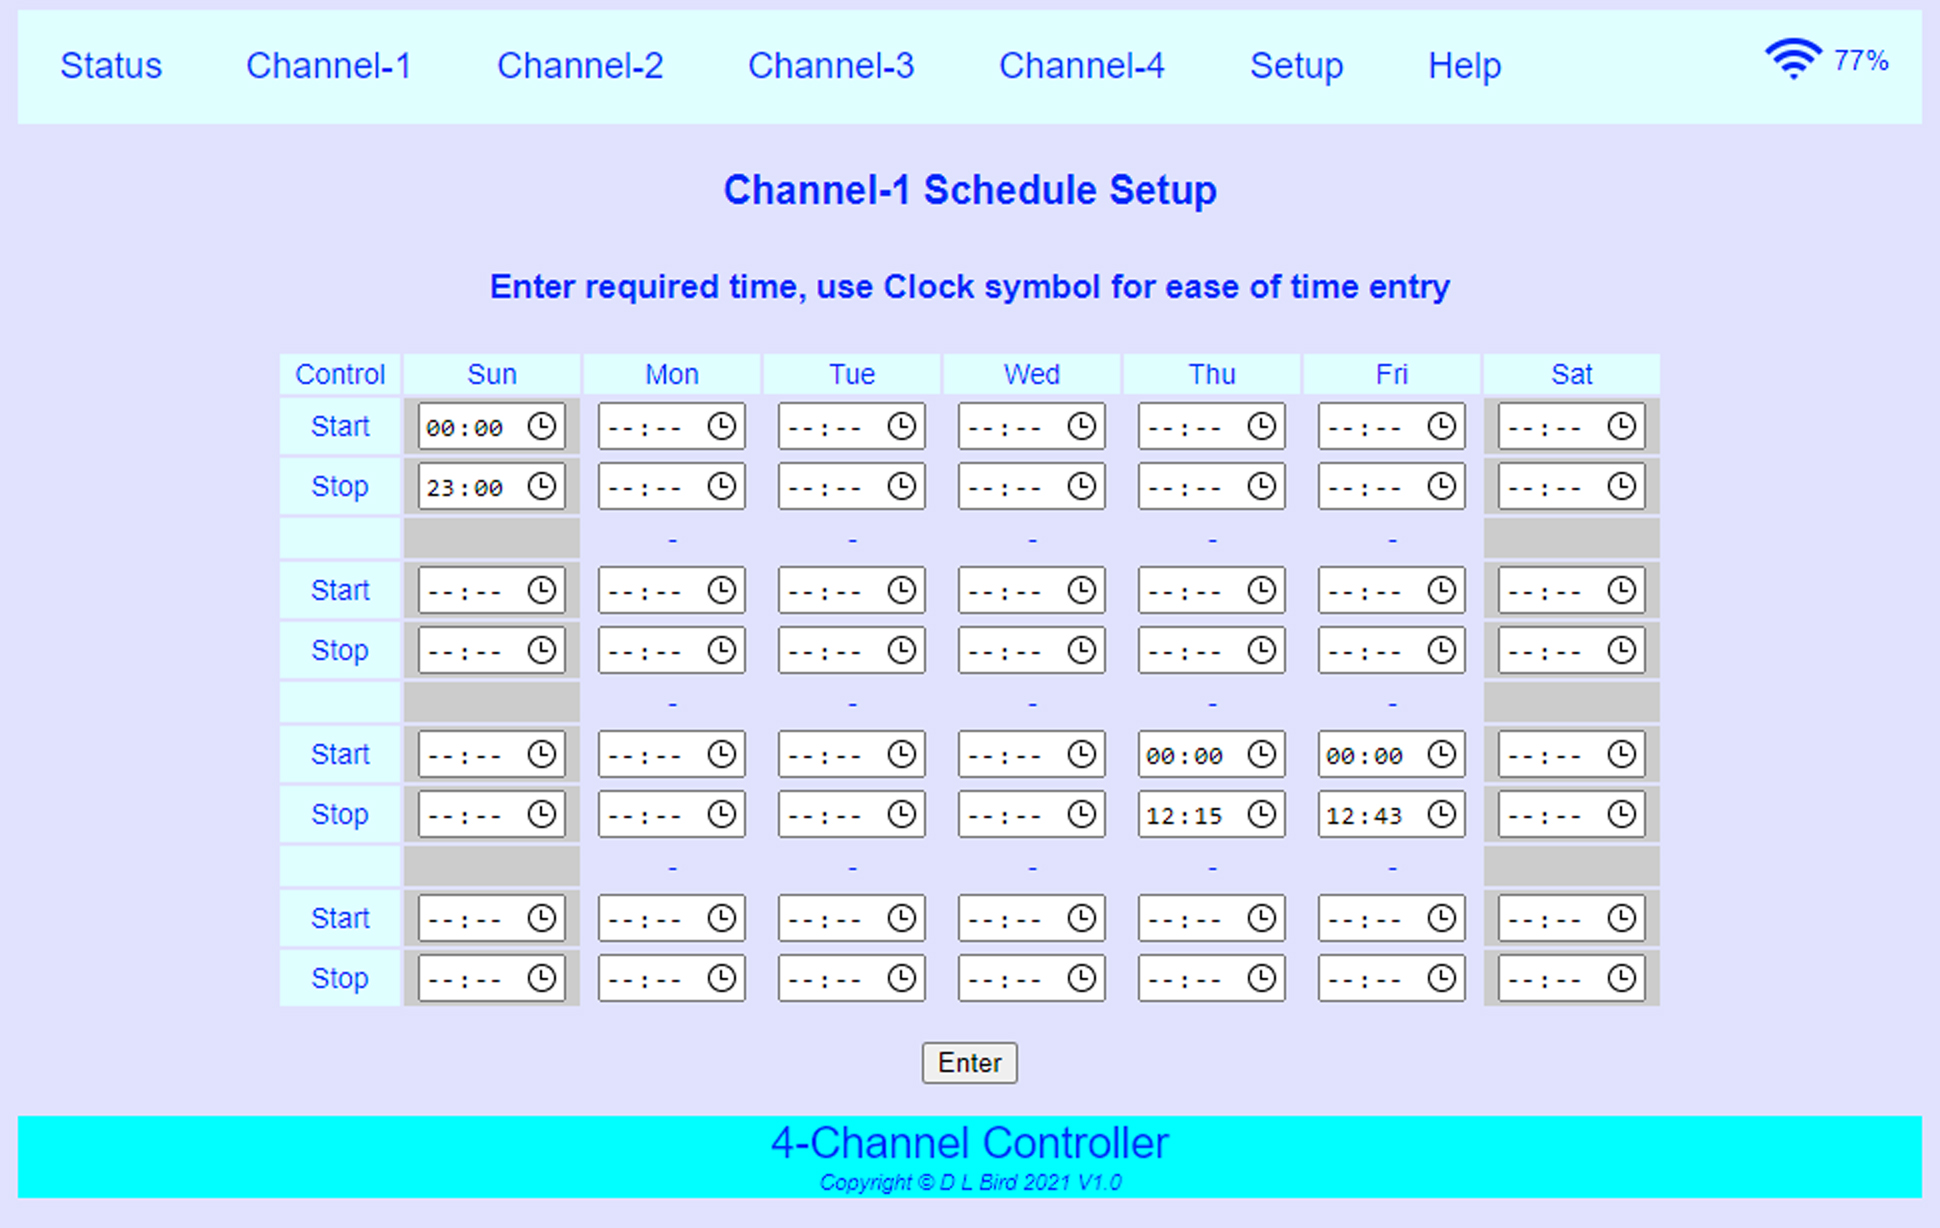 Status Channel-1 Channel-2 Channel-3 Channel-4 Setup Help 77%
Channel-1 Schedule Setup
Enter required time, use Clock symbol for ease of time entry
Control Sun Mon Tue Wed Thu Fri Sat
Start 00:00 --:-- --:-- --:-- --:-- --:-- --:--
Stop 23:00 --:-- --:-- --:-- --:-- --:-- --:--
- - - - -
Start --:-- --:-- --:-- --:-- --:-- --:-- --:--
Stop --:-- --:-- --:-- --:-- --:-- --:-- --:--
- - - - -
Start --:-- --:-- --:-- --:-- 00:00 00:00 --:--
Stop --:-- --:-- --:-- --:-- 12:15 12:43 --:--
- - - - -
Start --:-- --:-- --:-- --:-- --:-- --:-- --:--
Stop --:-- --:-- --:-- --:-- --:-- --:-- --:--
Enter
4-Channel Controller
Copyright © D L Bird 2021 V1.0